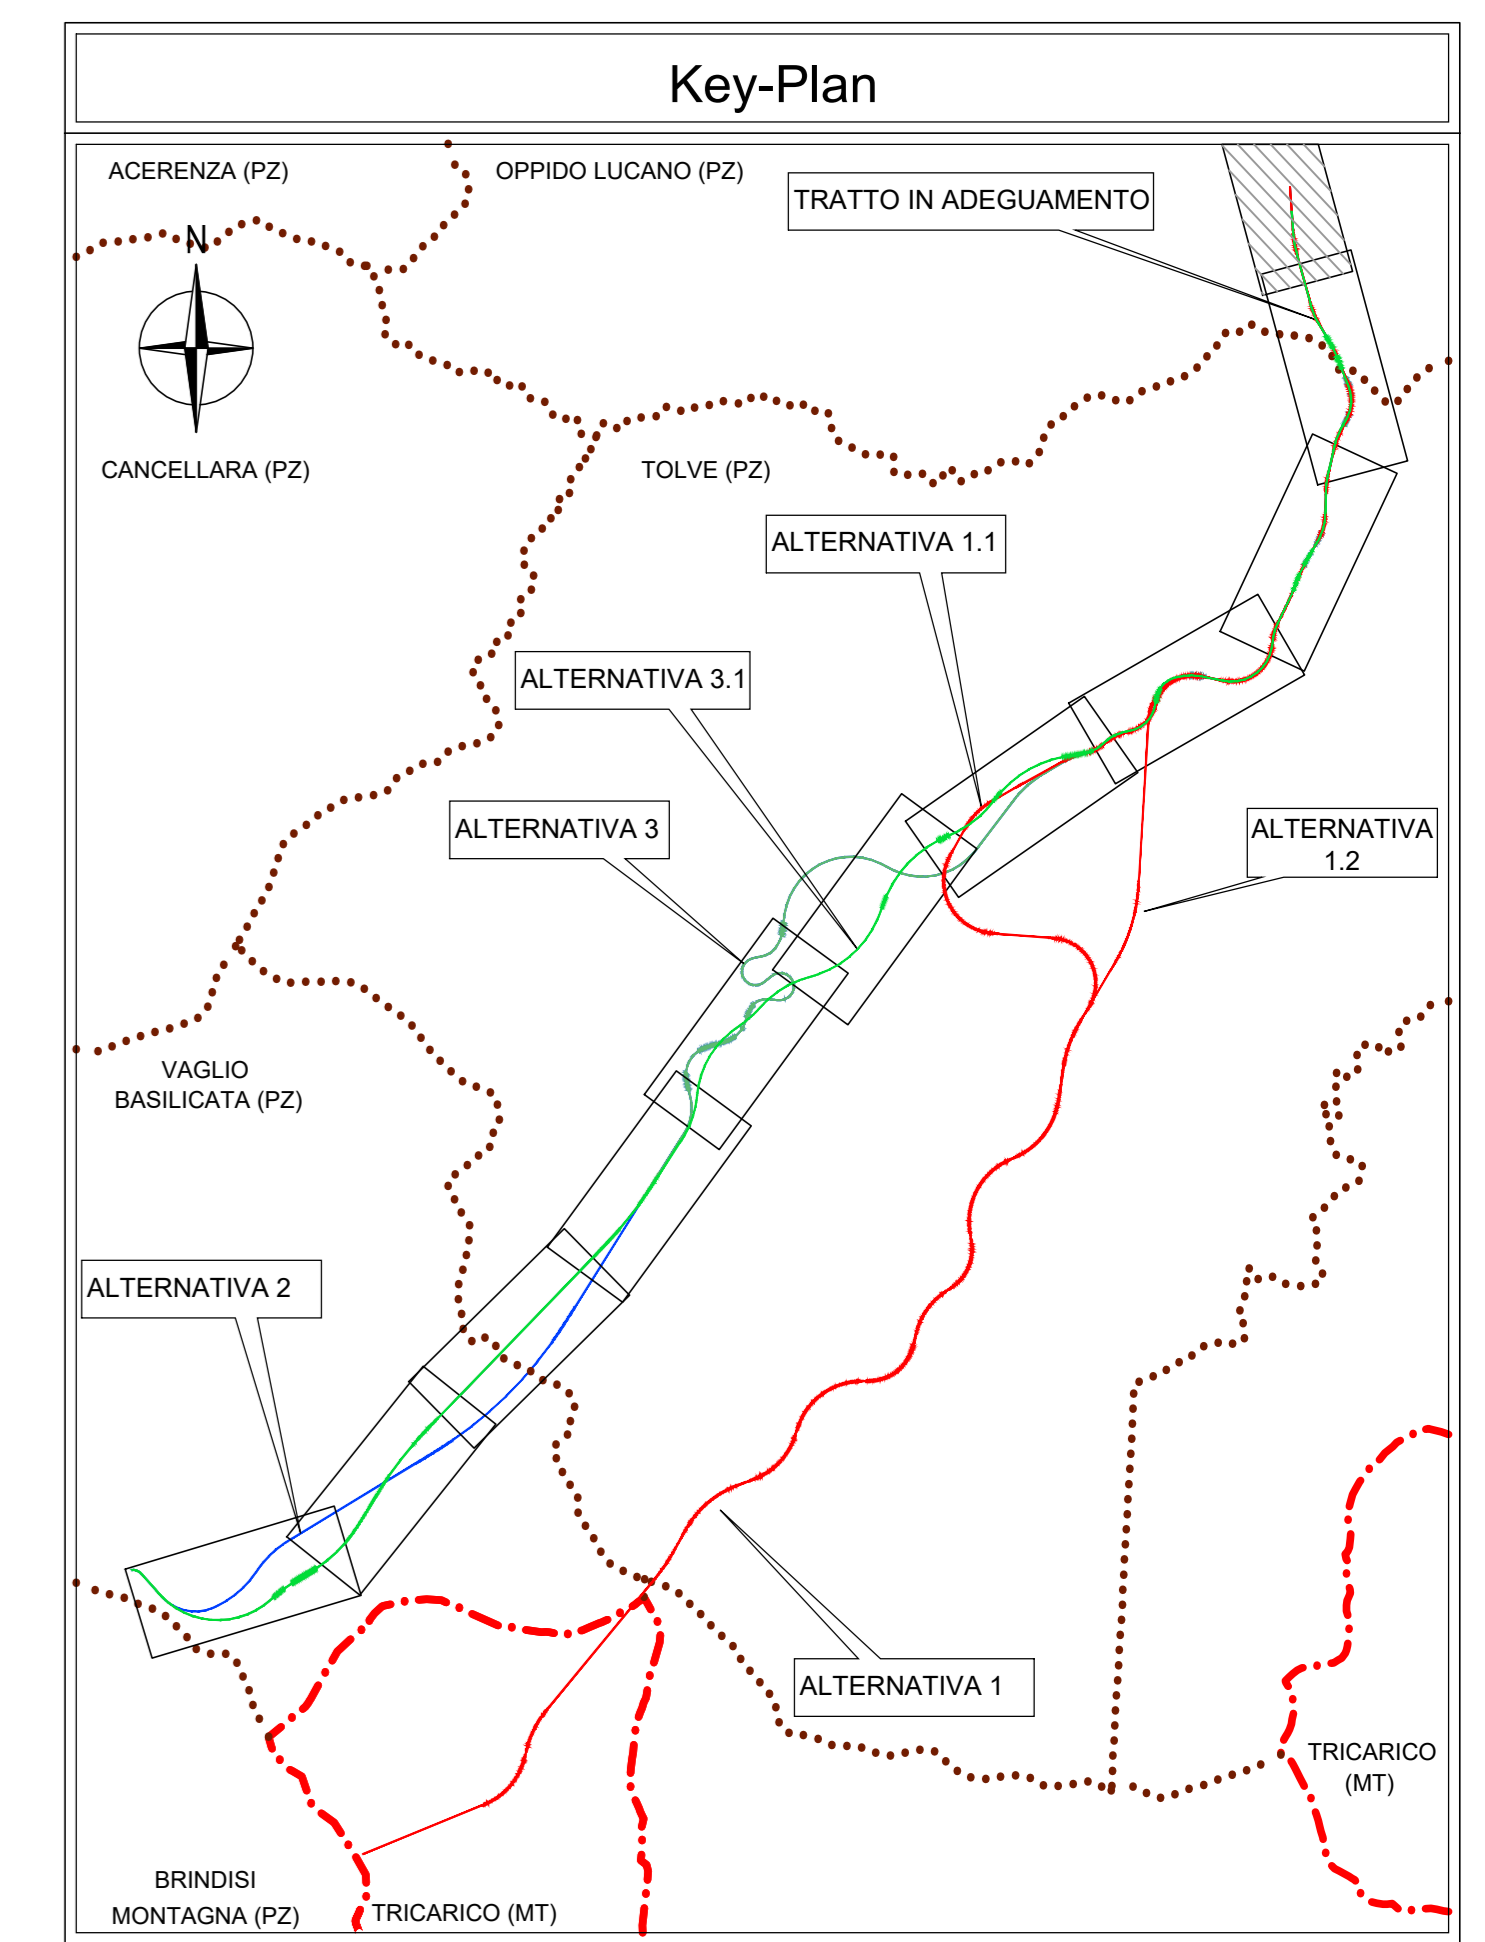 Key-Plan
ACERENZA (PZ)
OPPIDO LUCANO (PZ)
TRATTO IN ADEGUAMENTO
N
CANCELLARA (PZ)
TOLVE (PZ)
ALTERNATIVA 1.1
ALTERNATIVA 3.1
ALTERNATIVA 3
ALTERNATIVA
1.2
VAGLIO
BASILICATA (PZ)
ALTERNATIVA 2
ALTERNATIVA 1
TRICARICO
(MT)
BRINDISI
MONTAGNA (PZ)
TRICARICO (MT)